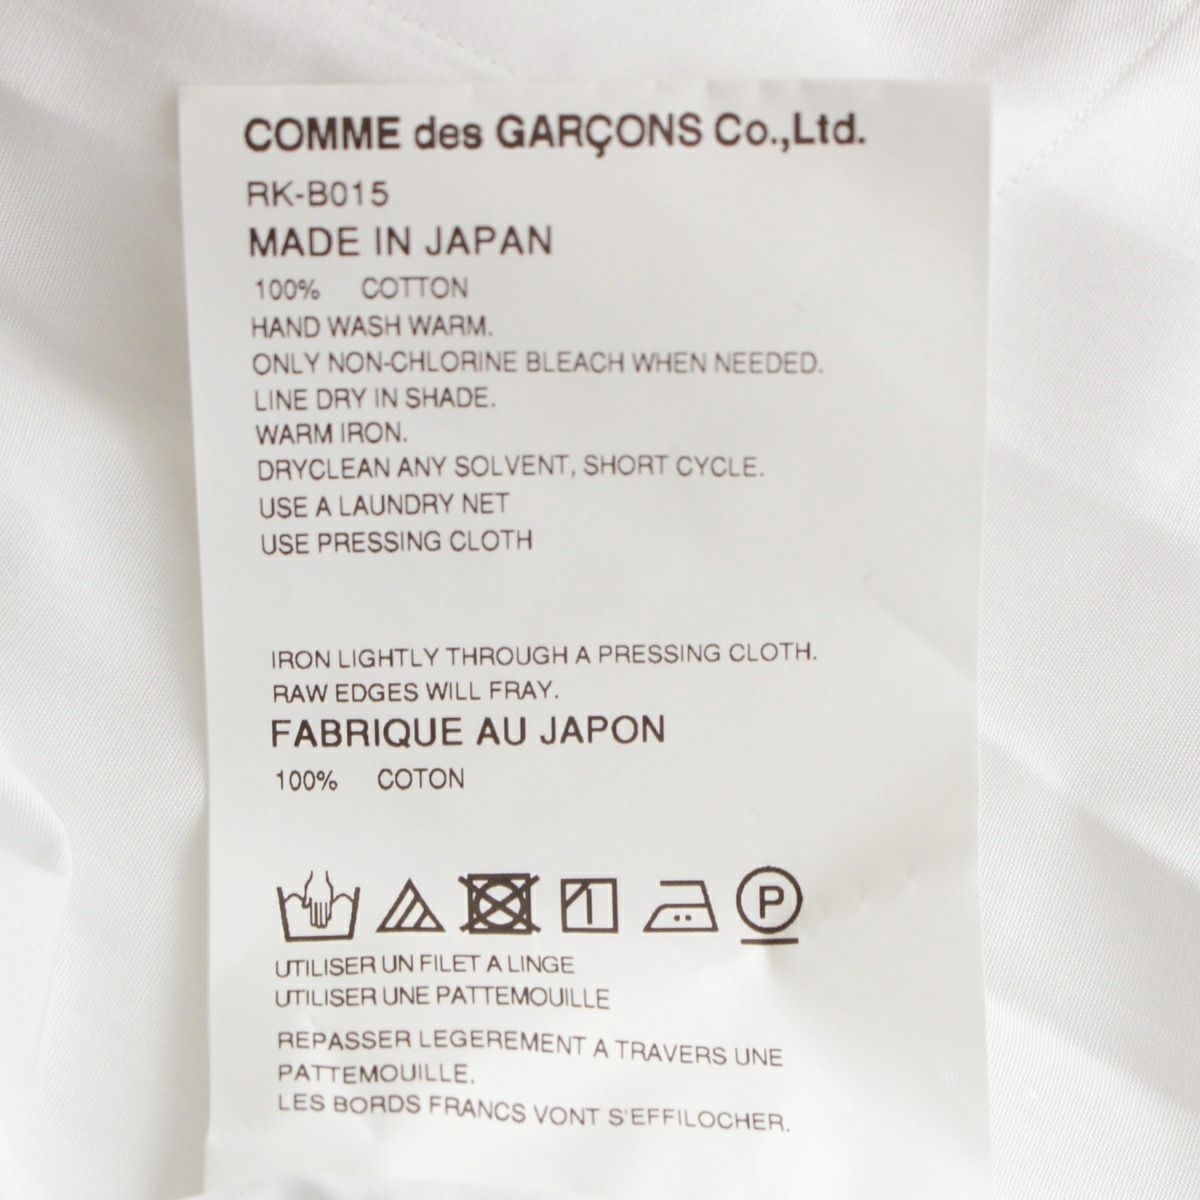 COMME des GARÇONS Co.,Ltd.
RK-B015
MADE IN JAPAN
100% COTTON
HAND WASH WARM.
ONLY NON-CHLORINE BLEACH WHEN NEEDED.
LINE DRY IN SHADE.
WARM IRON.
DRYCLEAN ANY SOLVENT, SHORT CYCLE.
USE A LAUNDRY NET
USE PRESSING CLOTH
IRON LIGHTLY THROUGH A PRESSING CLOTH.
RAW EDGES WILL FRAY.
FABRIQUE AU JAPON
100% COTON
P
UTILISER UN FILET A LINGE
UTILISER UNE PATTEMOUILLE
REPASSER LEGEREMENT A TRAVERS UNE
PATTEMOUILLE.
LES BORDS FRANCS VONT S'EFFILOCHER.